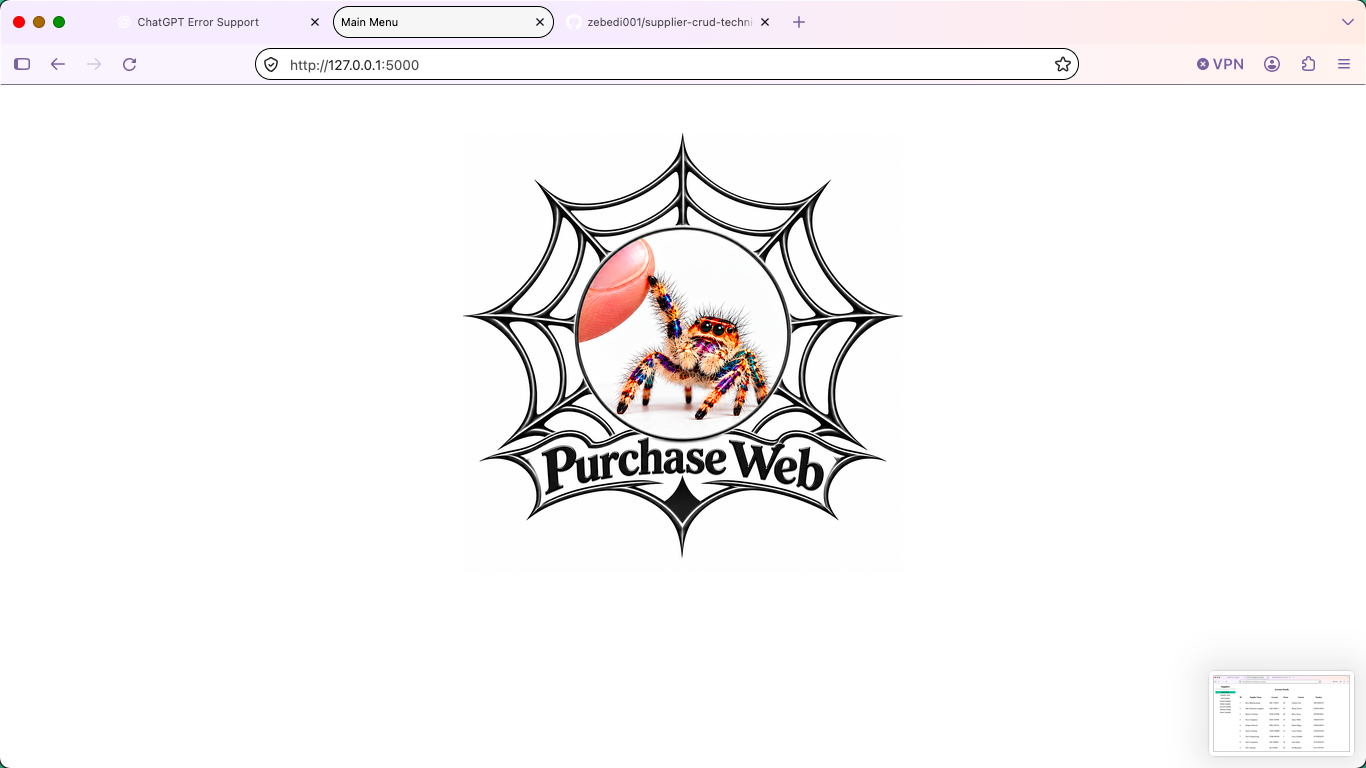 ChatGPT Error Support
Main Menu
zebedi001/supplier-crud-techni
http://127.0.0.1:5000
VPN
Purchase Web